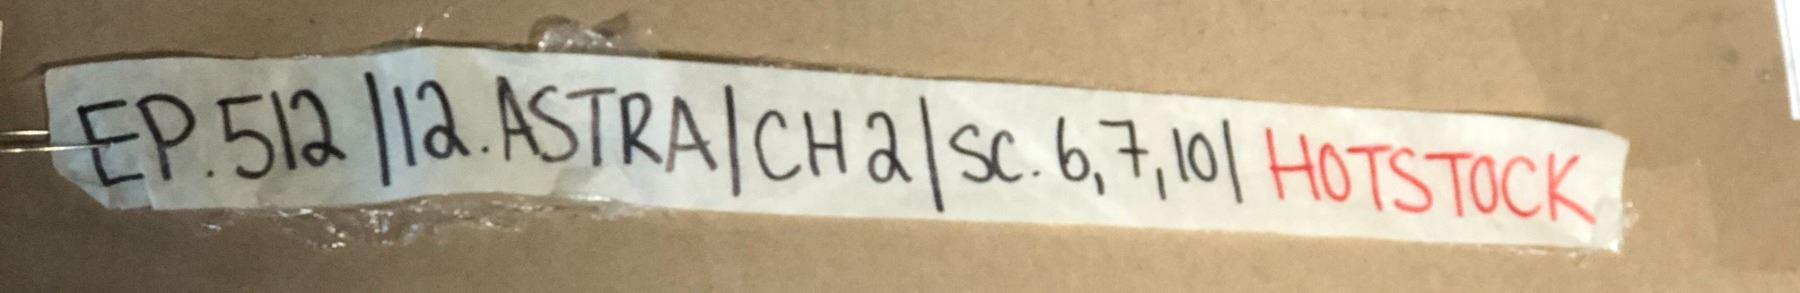 EP.512 | 12. ASTRA | CH 2 | SC. 6, 7, 10 | HOTSTOCK